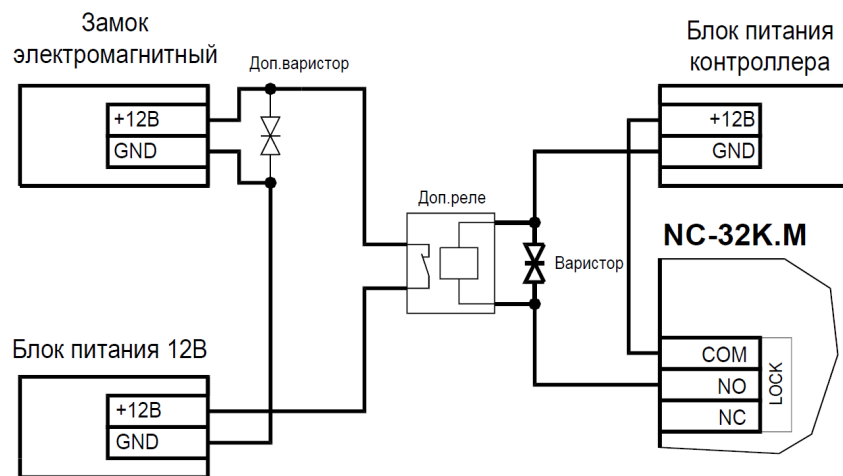 Замок
электромагнитный
+12В
GND
Доп.варистор
Доп.реле
Варистор
Блок питания
контроллера
+12В
GND
NC-32K.M
COM
NO
NC
LOCK
Блок питания 12В
+12В
GND